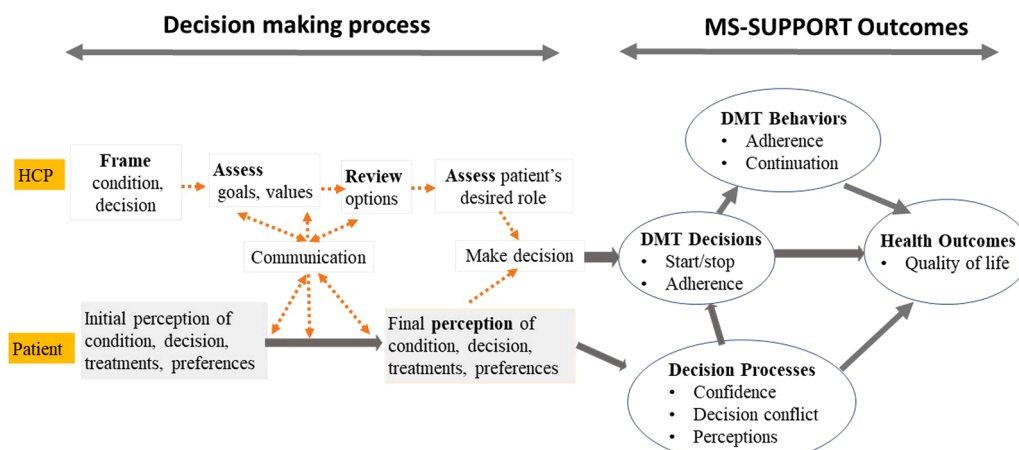 Decision making process
MS-SUPPORT Outcomes
HCP
Frame
condition,
decision
Assess
goals, values
Review
options
Assess patient's
desired role
Communication
Make decision
Patient
Initial perception of
condition, decision,
treatments, preferences
Final perception of
condition, decision,
treatments, preferences
DMT Behaviors
• Adherence
• Continuation
DMT Decisions
• Start/stop
• Adherence
Health Outcomes
• Quality of life
Decision Processes
• Confidence
• Decision conflict
• Perceptions